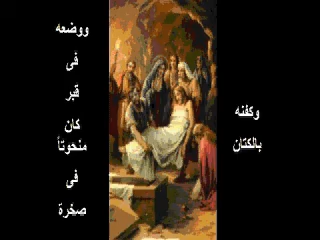 وكفنه
بالكتان
ووضعه
فى
قبر
كان
منحوتاً
فى
صخرة